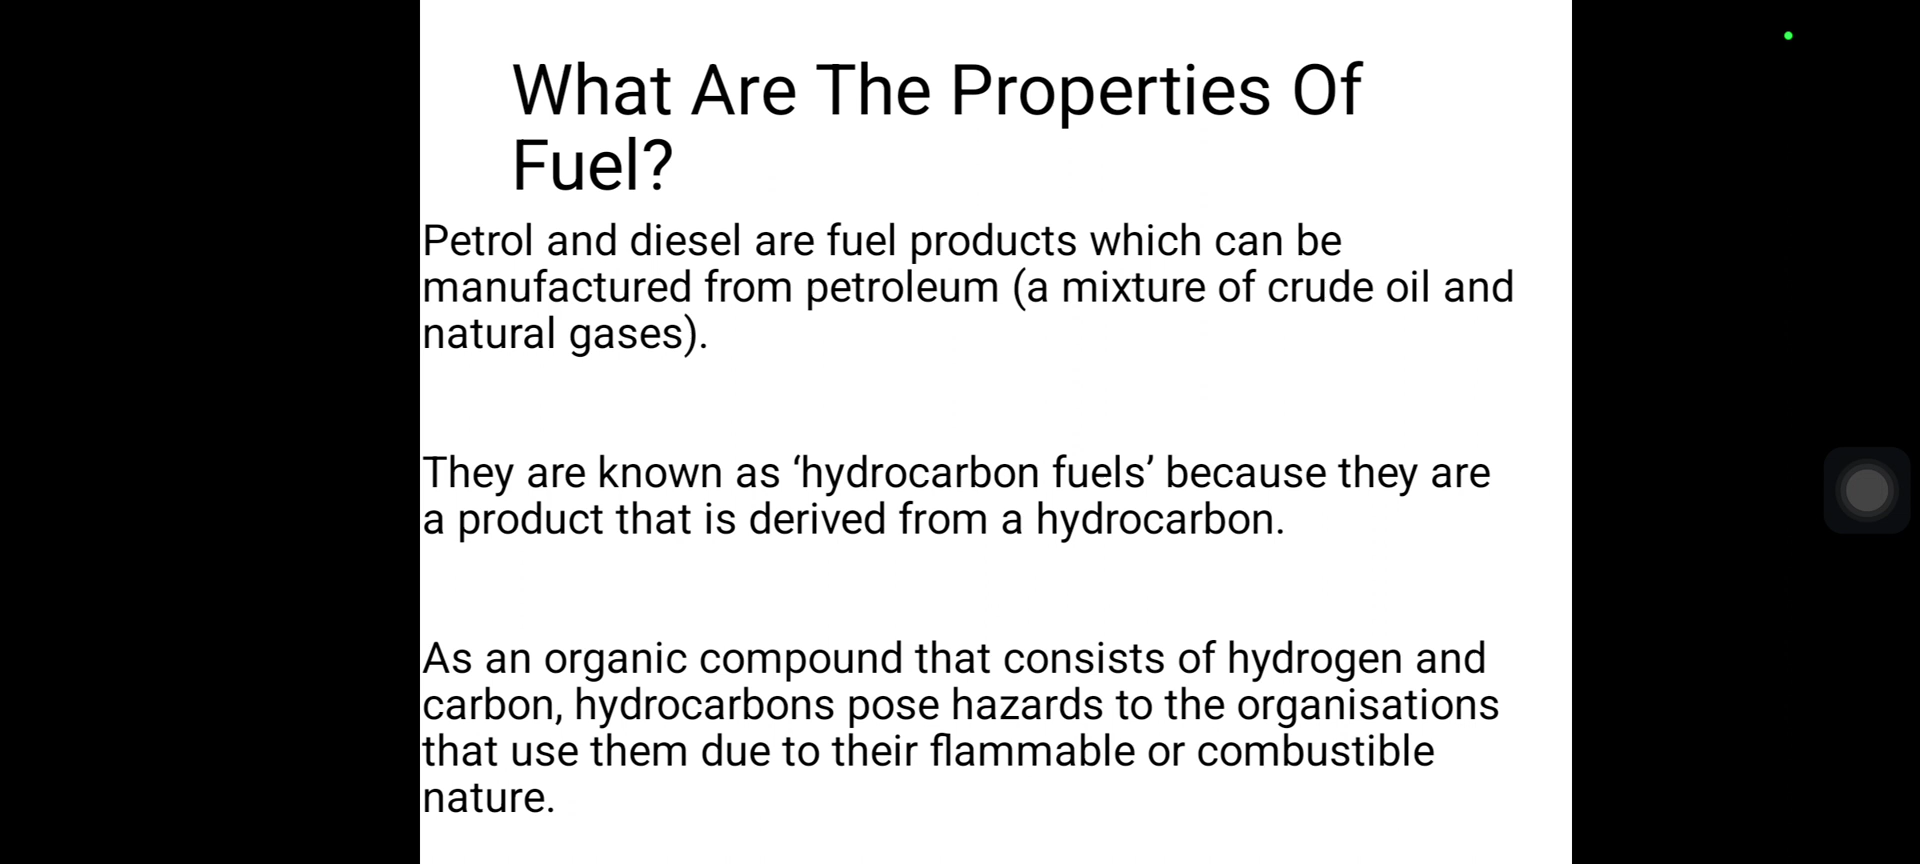 What Are The Properties Of
Fuel?
Petrol and diesel are fuel products which can be
manufactured from petroleum (a mixture of crude oil and
natural gases).
They are known as ‘hydrocarbon fuels’ because they are
a product that is derived from a hydrocarbon.
As an organic compound that consists of hydrogen and
carbon, hydrocarbons pose hazards to the organisations
that use them due to their flammable or combustible
nature.